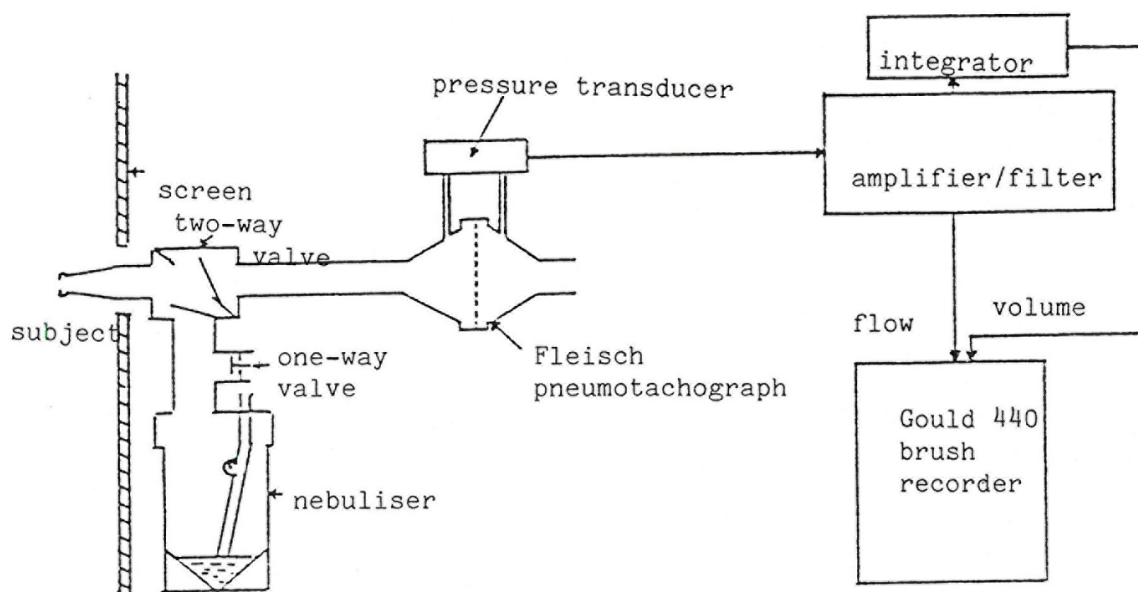 integrator
pressure transducer
amplifier/filter
screen
two-way
valve
subject
flow
volume
one-way
valve
Fleisch
pneumotachograph
Gould 440
brush
recorder
nebuliser